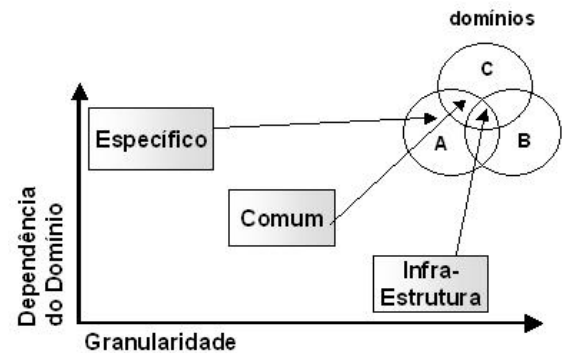 domínios
C
A
B
Específico
Comum
Infra-
Estrutura
Dependência
do Domínio
Granularidade